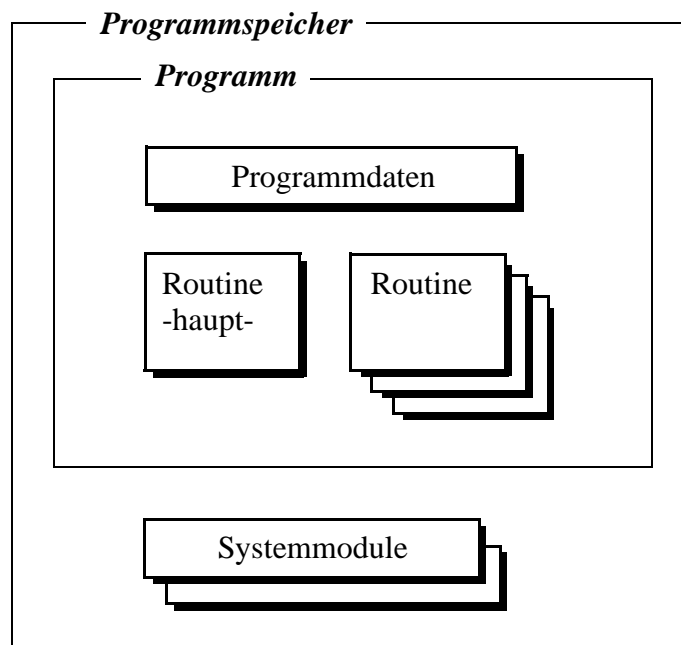 Programmspeicher
Programm
Programmdaten
Routine
-haupt-
Routine
Systemmodule